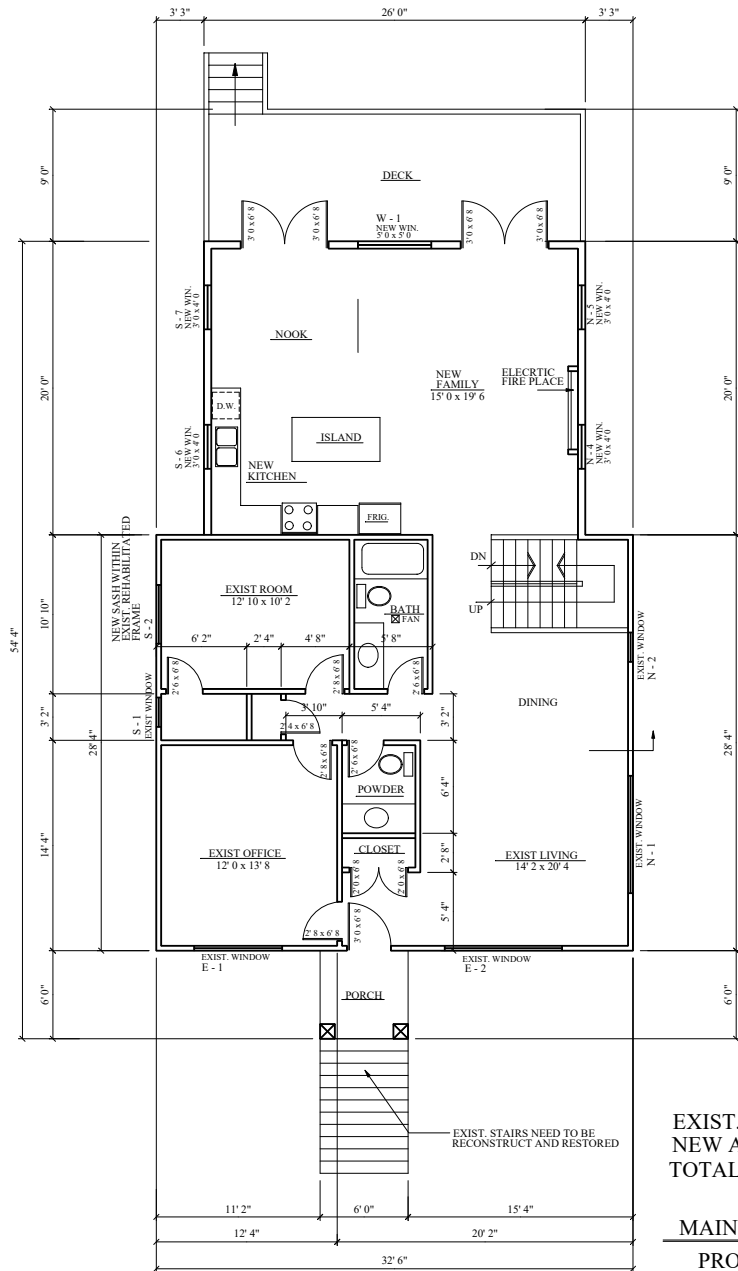 3' 3"
26' 0"
3' 3"
9' 0"
9' 0"
DECK
3' 0 x 6' 8
3' 0 x 6' 8
W - 1
NEW WIN.
5' 0 x 5' 0
3' 0 x 6' 8
3' 0 x 6' 8
S - 7
NEW WIN.
3' 0 x 4' 0
N - 5
NEW WIN.
3' 0 x 4' 0
NOOK
20' 0"
20' 0"
NEW
FAMILY
15' 0 x 19' 6
ELECRTIC
FIRE PLACE
D.W.
ISLAND
S - 6
NEW WIN.
3' 0 x 4' 0
N - 4
NEW WIN.
3' 0 x 4' 0
NEW
KITCHEN
FRIG.
NEW SASH WITHIN
EXIST. REHABILITATED
FRAME
S - 2
EXIST ROOM
12' 10 x 10' 2
BATH
FAN
DN
UP
54' 4"
10' 10"
6' 2"
2' 4"
4' 8"
5' 8"
2' 6 x 6' 8
2' 8 x 6' 8
2' 6 x 6' 8
EXIST. WINDOW
N - 2
S - 1
EXIST WINDOW
3' 2"
28' 4"
3' 10"
5' 4"
2' 4 x 6' 8
3' 2"
DINING
28' 4"
2' 8 x 6' 8
2' 6 x 6' 8
POWDER
6' 4"
EXIST. WINDOW
N - 1
14' 4"
EXIST OFFICE
12' 0 x 13' 8
CLOSET
2' 8"
EXIST LIVING
14' 2 x 20' 4
2' 0 x 6' 8
2' 0 x 6' 8
5' 4"
2' 8 x 6' 8
3' 0 x 6' 8
EXIST. WINDOW
E - 1
EXIST. WINDOW
E - 2
6' 0"
PORCH
6' 0"
EXIST. STAIRS NEED TO BE
RECONSTRUCT AND RESTORED
EXIST.
NEW A
TOTAL
11' 2"
6' 0"
15' 4"
12' 4"
20' 2"
MAIN
32' 6"
PRO